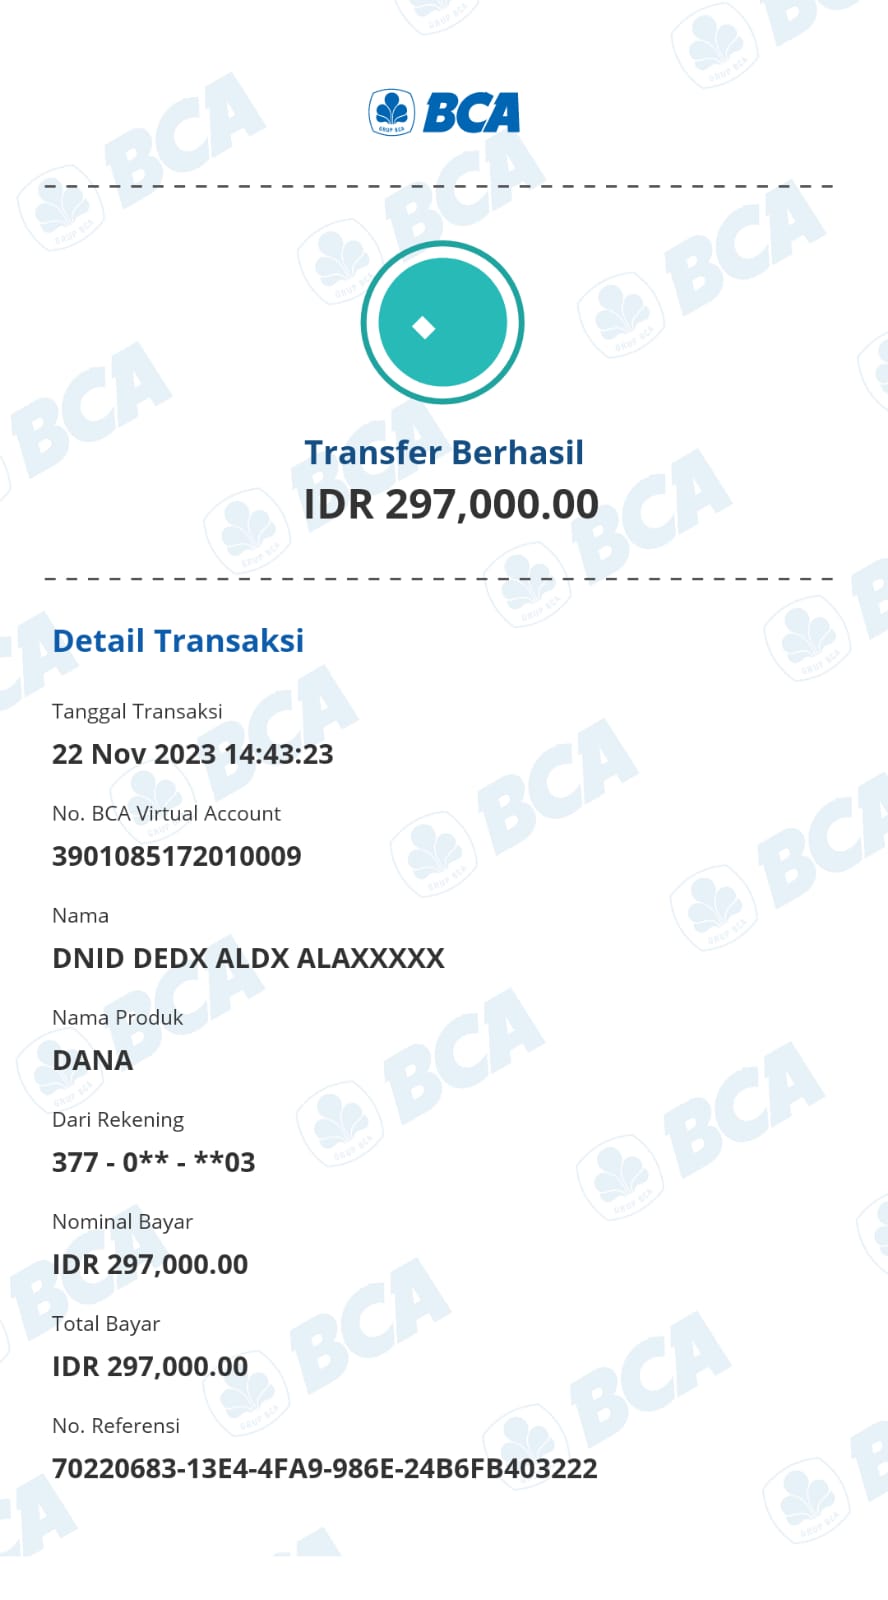 BCA
Transfer Berhasil
IDR 297,000.00
Detail Transaksi
Tanggal Transaksi
22 Nov 2023 14:43:23
No. BCA Virtual Account
3901085172010009
Nama
DNID DEDX ALDX ALAXXXXX
Nama Produk
DANA
Dari Rekening
377 - 0** - **03
Nominal Bayar
IDR 297,000.00
Total Bayar
IDR 297,000.00
No. Referensi
70220683-13E4-4FA9-986E-24B6FB403222